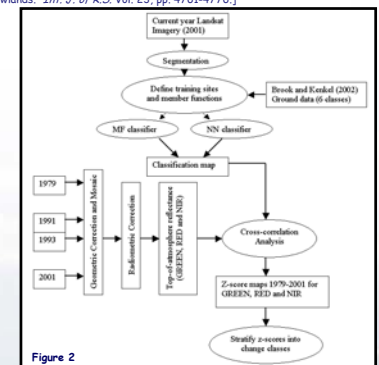 wlands. Int. J. of R.S. Vol. 25, pp. 4761-4776.]
Current year Landsat
Imagery (2001)
Segmentation
Define training sites
and member functions
Brook and Kenkel (2002)
Ground data (6 classes)
MF classifier
NN classifier
Classification map
1979
1991
1993
2001
Geometric Correction and Mosaic
Radiometric Correction
Top-of-atmosphere reflectance
(GREEN, RED and NIR)
Cross-correlation
Analysis
Z-score maps 1979-2001 for
GREEN, RED and NIR
Stratify z-scores into
change classes
Figure 2